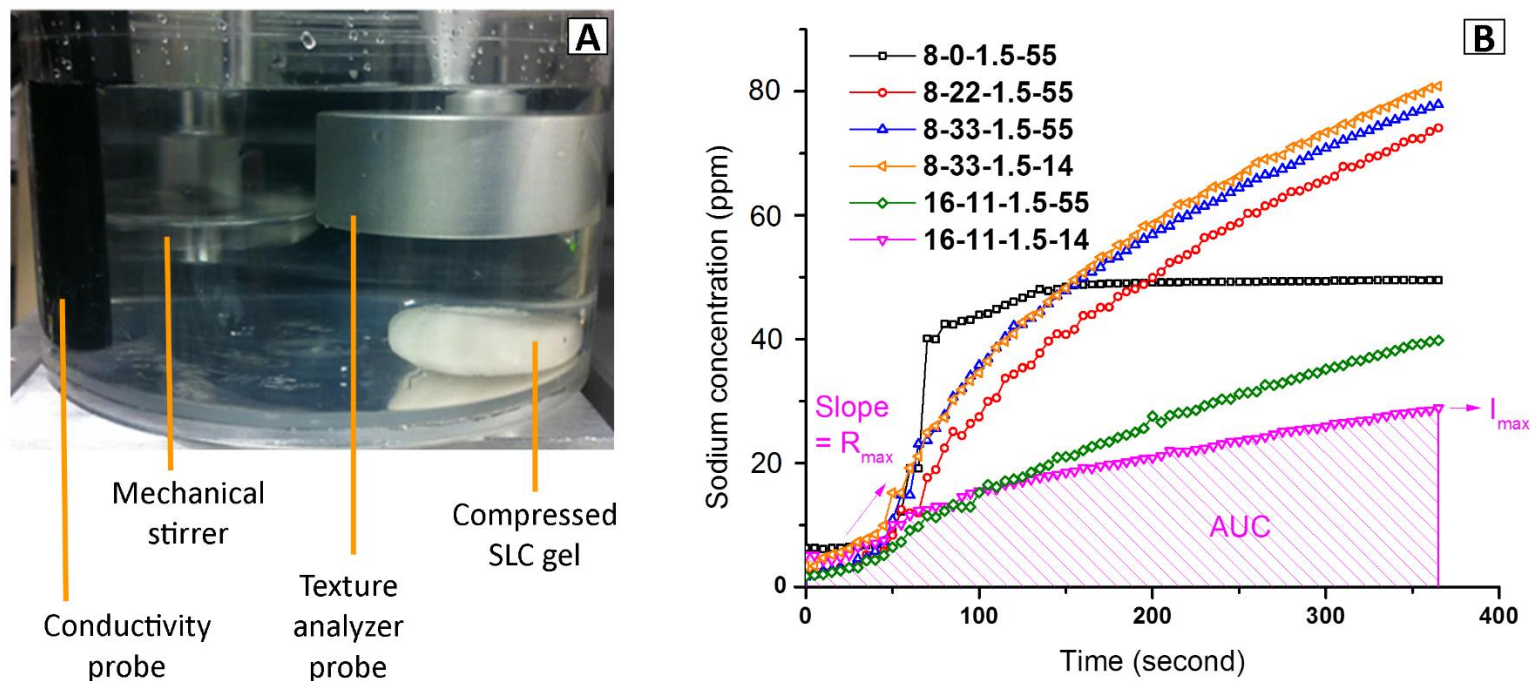 A
Mechanical
stirrer
Compressed
SLC gel
Texture
analyzer
probe
Conductivity
probe
B
8-0-1.5-55
8-22-1.5-55
8-33-1.5-55
8-33-1.5-14
16-11-1.5-55
16-11-1.5-14
Sodium concentration (ppm)
80
60
40
20
0
Slope
= Rmax
Imax
AUC
0
100
200
300
400
Time (second)